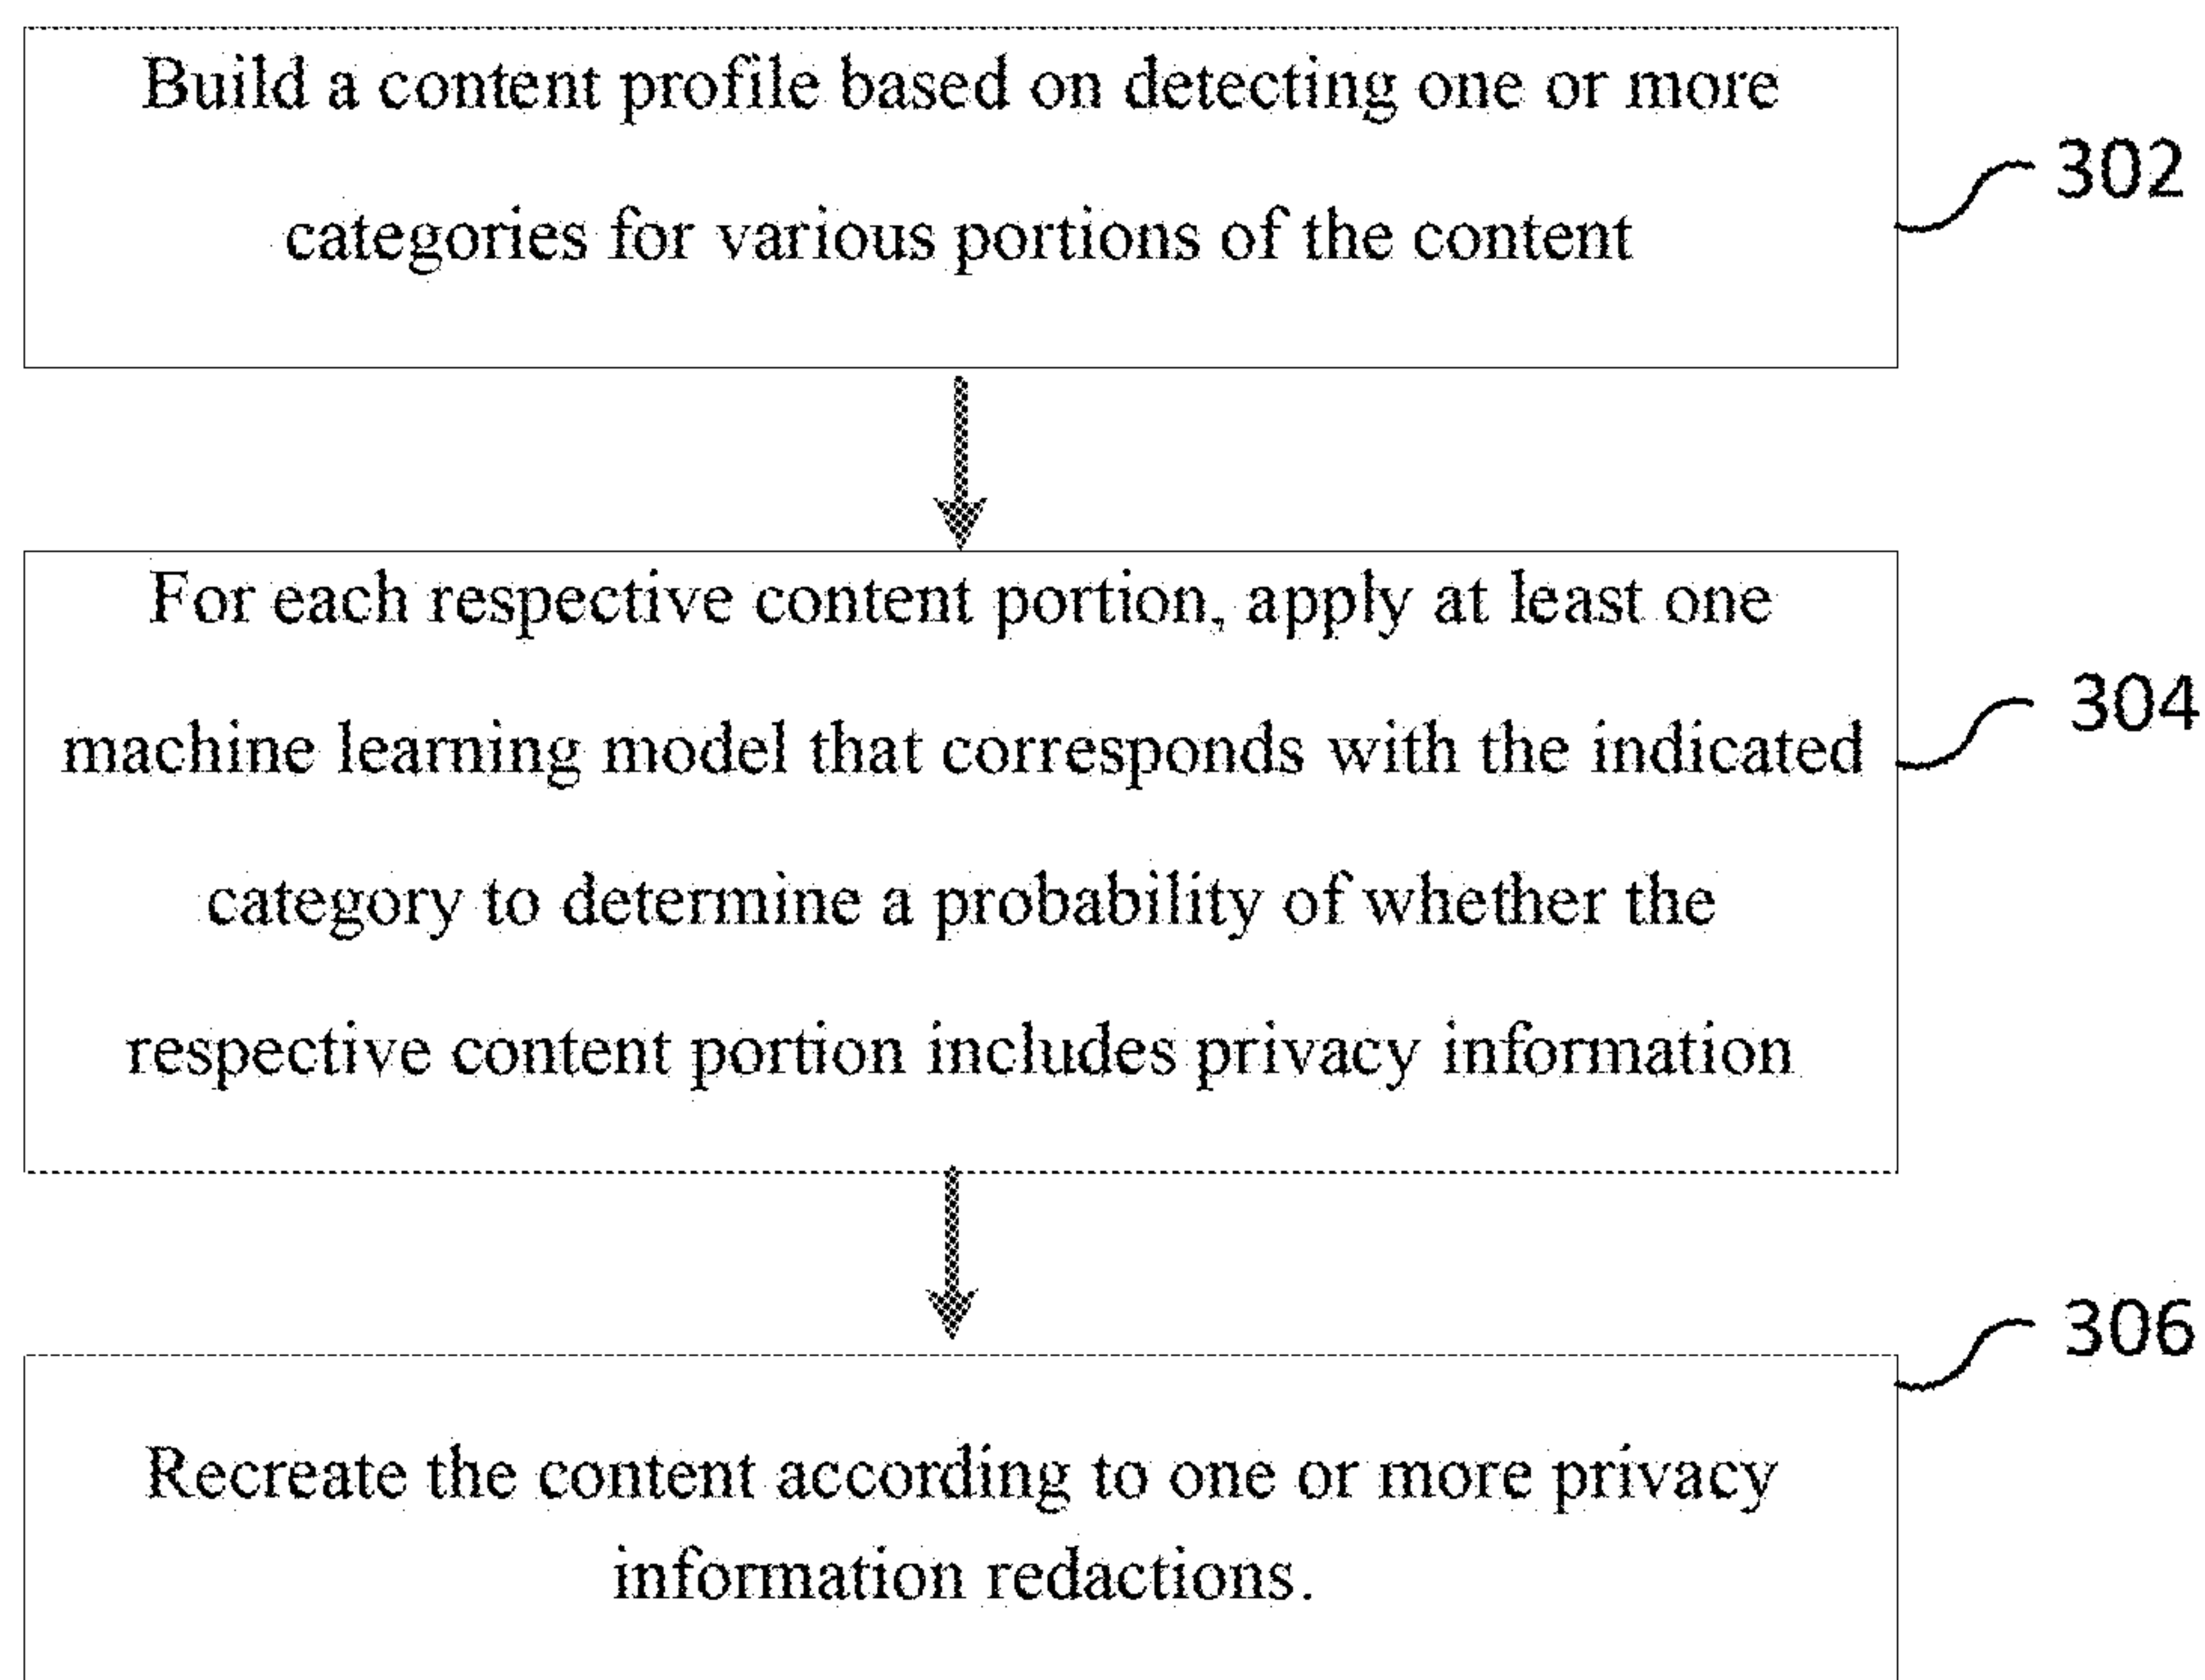 Build a content profile based on detecting one or more
categories for various portions of the content
302
For each respective content portion, apply at least one
machine learning model that corresponds with the indicated
category to determine a probability of whether the
respective content portion includes privacy information
304
Recreate the content according to one or more privacy
information redactions.
306